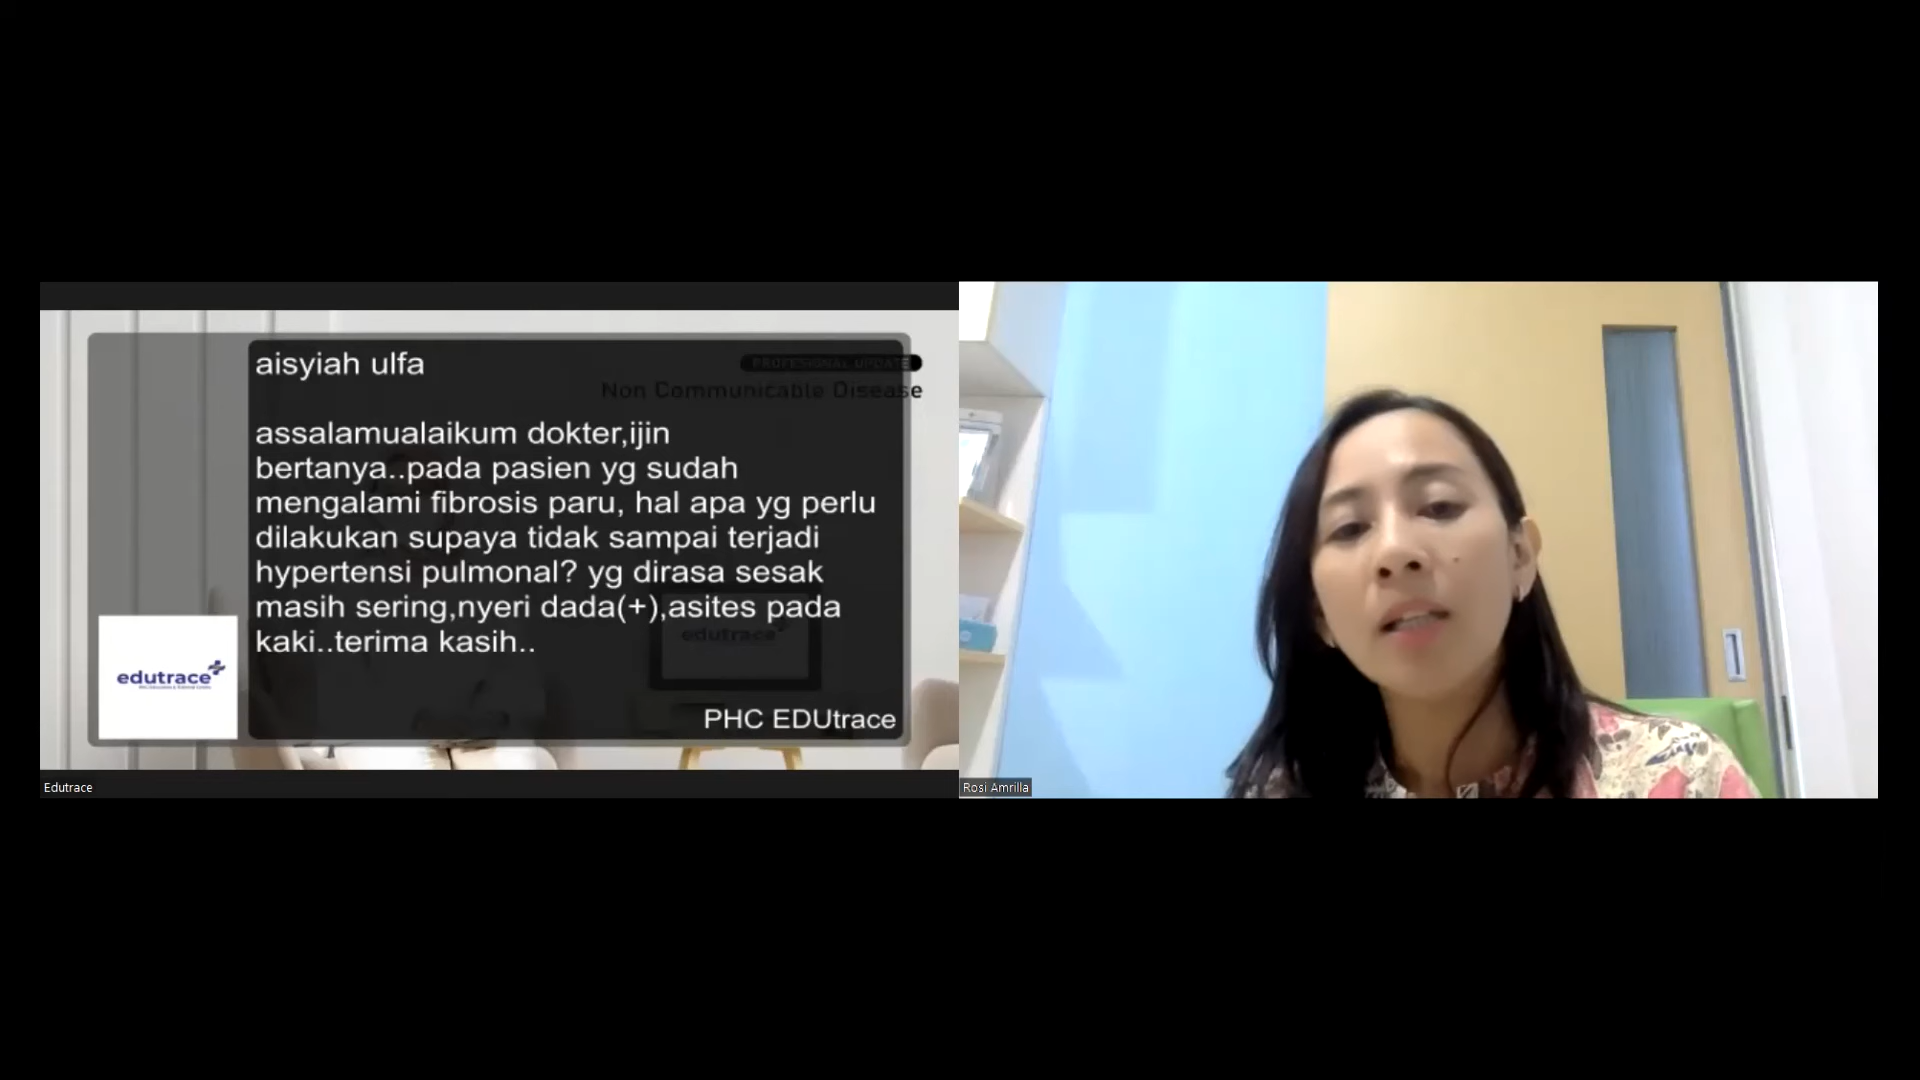 aisyiah ulfa
PROFESIONAL UPDATE
Non Communicable Disease
assalamualaikum dokter,ijin
bertanya..pada pasien yg sudah
mengalami fibrosis paru, hal apa yg perlu
dilakukan supaya tidak sampai terjadi
hypertensi pulmonal? yg dirasa sesak
masih sering,nyeri dada(+),asites pada
kaki..terima kasih..
edutrace
edutrace
PHC EDUtrace
Edutrace
Rosi Amrilla